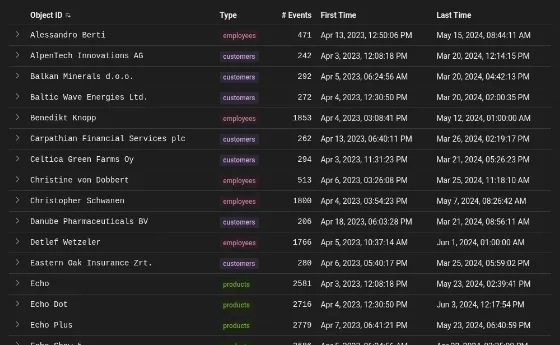 Object ID Type # Events First Time Last Time
Alessandro Berti employees 471 Apr 13, 2023, 12:50:06 PM May 15, 2024, 08:44:11 AM
AlpenTech Innovations AG customers 242 Apr 3, 2023, 12:08:18 PM Mar 20, 2024, 12:14:15 PM
Balkan Minerals d.o.o. customers 292 Apr 5, 2023, 06:24:56 AM Mar 20, 2024, 04:42:13 PM
Baltic Wave Energies Ltd. customers 272 Apr 4, 2023, 12:30:50 PM Mar 20, 2024, 02:00:35 PM
Benedikt Knopp employees 1853 Apr 4, 2023, 03:08:41 PM May 12, 2024, 01:00:00 AM
Carpathian Financial Services plc customers 262 Apr 13, 2023, 06:40:11 PM Mar 26, 2024, 02:19:17 PM
Celtica Green Farms Oy customers 294 Apr 3, 2023, 11:31:23 PM Mar 21, 2024, 05:26:23 PM
Christine von Dobbert employees 513 Apr 6, 2023, 03:26:08 PM Mar 25, 2024, 11:18:10 AM
Christopher Schwanen employees 1800 Apr 4, 2023, 03:54:23 PM May 7, 2024, 08:26:42 AM
Danube Pharmaceuticals BV customers 206 Apr 18, 2023, 06:03:28 PM Mar 21, 2024, 08:56:11 AM
Detlef Wetzeler employees 1766 Apr 5, 2023, 10:37:14 AM Jun 1, 2024, 01:00:00 AM
Eastern Oak Insurance Zrt. customers 280 Apr 6, 2023, 05:40:17 PM Mar 25, 2024, 05:59:02 PM
Echo products 2581 Apr 3, 2023, 12:08:18 PM May 23, 2024, 02:39:41 PM
Echo Dot products 2716 Apr 4, 2023, 12:30:50 PM Jun 3, 2024, 12:17:54 PM
Echo Plus products 2779 Apr 7, 2023, 06:41:21 PM May 23, 2024, 06:40:59 PM